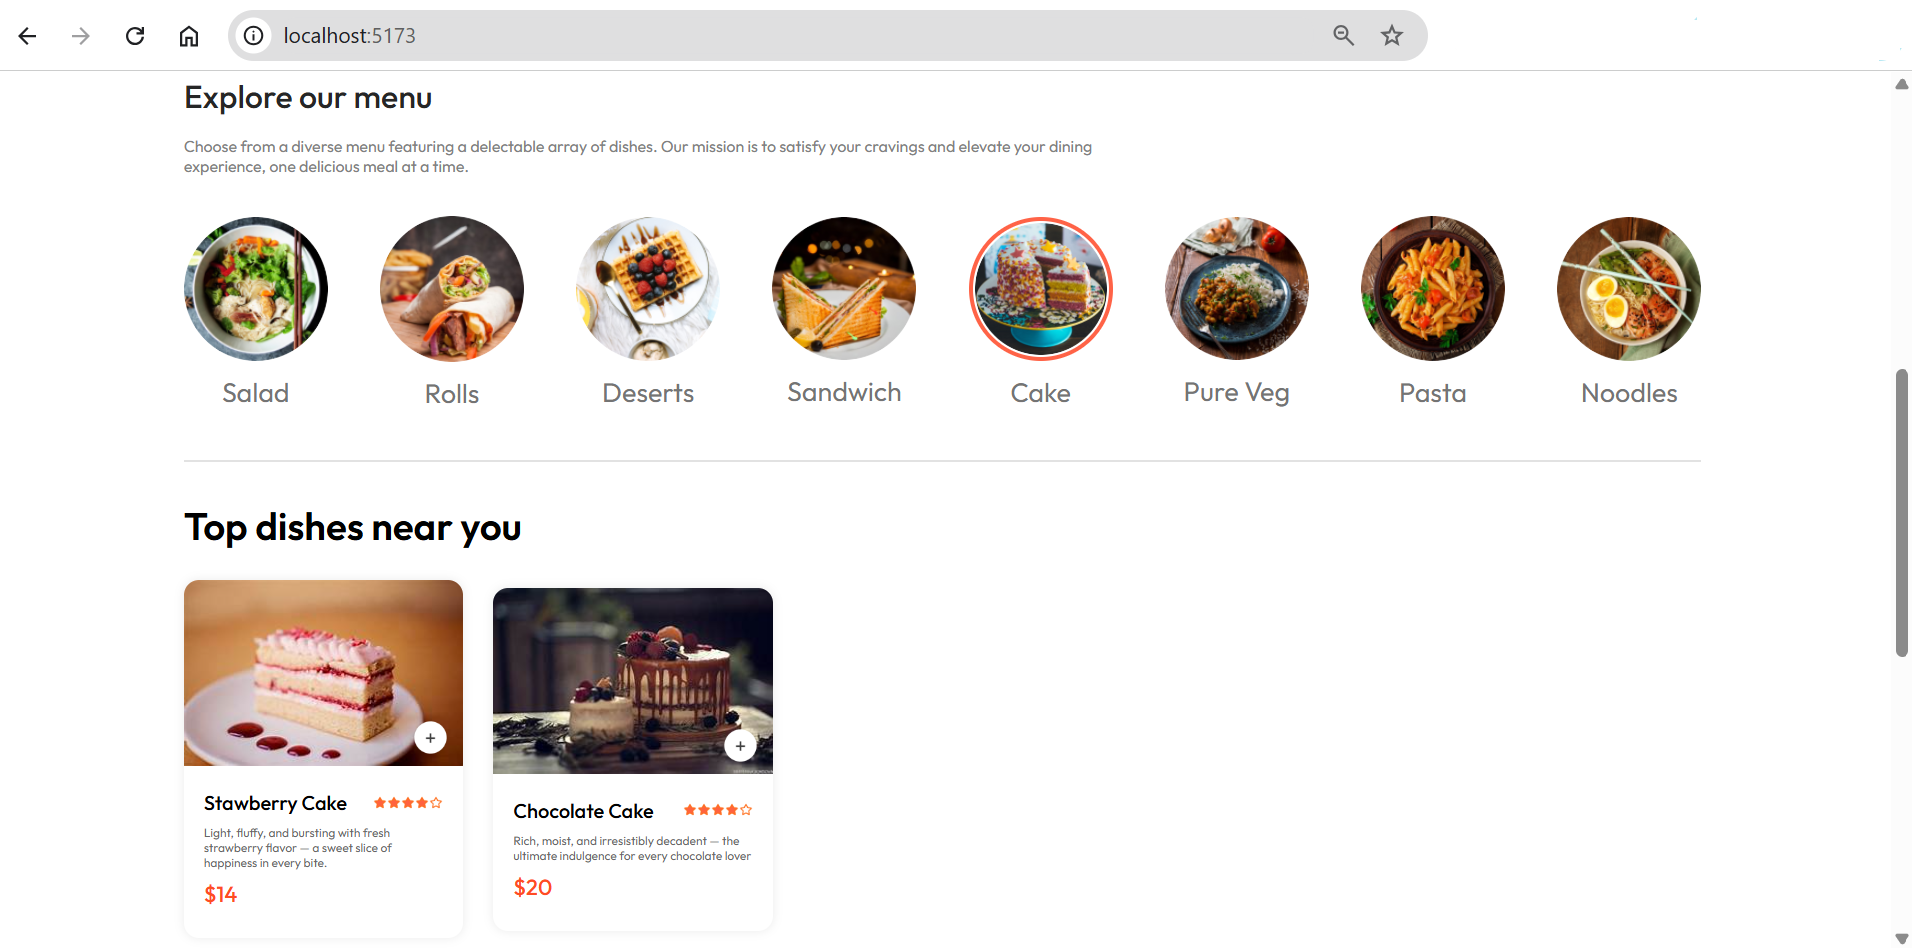 localhost:5173
Explore our menu
Choose from a diverse menu featuring a delectable array of dishes. Our mission is to satisfy your cravings and elevate your dining
experience, one delicious meal at a time.
Salad Rolls Deserts Sandwich Cake Pure Veg Pasta Noodles
Top dishes near you
Stawberry Cake
Light, fluffy, and bursting with fresh
strawberry flavor — a sweet slice of
happiness in every bite.
$14
Chocolate Cake
Rich, moist, and irresistibly decadent — the
ultimate indulgence for every chocolate lover
$20